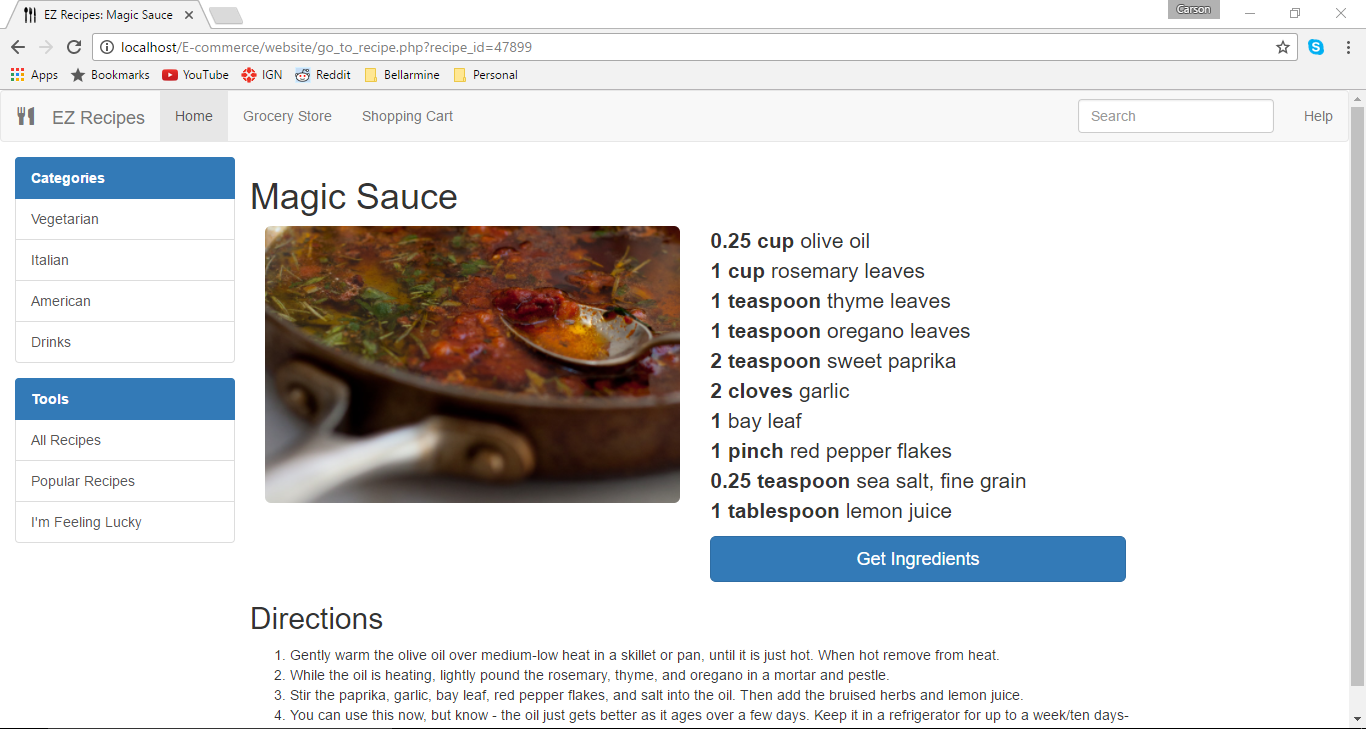 EZ Recipes: Magic Sauce
Carson
localhost/E-commerce/website/go_to_recipe.php?recipe_id=47899
Apps Bookmarks YouTube IGN Reddit Bellarmine Personal
EZ Recipes Home Grocery Store Shopping Cart Search Help
Categories
Vegetarian
Italian
American
Drinks
Tools
All Recipes
Popular Recipes
I'm Feeling Lucky
Magic Sauce
0.25 cup olive oil
1 cup rosemary leaves
1 teaspoon thyme leaves
1 teaspoon oregano leaves
2 teaspoon sweet paprika
2 cloves garlic
1 bay leaf
1 pinch red pepper flakes
0.25 teaspoon sea salt, fine grain
1 tablespoon lemon juice
Get Ingredients
Directions
1. Gently warm the olive oil over medium-low heat in a skillet or pan, until it is just hot. When hot remove from heat.
2. While the oil is heating, lightly pound the rosemary, thyme, and oregano in a mortar and pestle.
3. Stir the paprika, garlic, bay leaf, red pepper flakes, and salt into the oil. Then add the bruised herbs and lemon juice.
4. You can use this now, but know - the oil just gets better as it ages over a few days. Keep it in a refrigerator for up to a week/ten days-